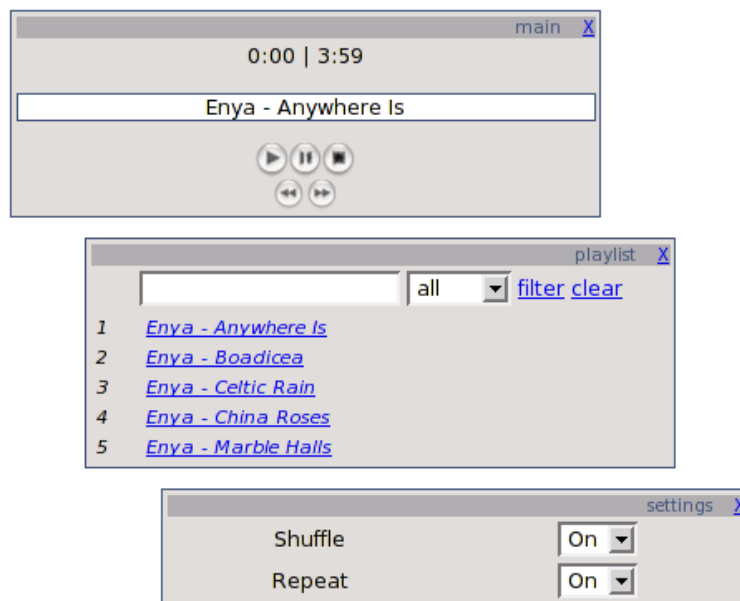 main X
0:00 | 3:59
Enya - Anywhere Is
playlist X
all filter clear
1 Enya - Anywhere Is
2 Enya - Boadicea
3 Enya - Celtic Rain
4 Enya - China Roses
5 Enya - Marble Halls
settings X
Shuffle On
Repeat On